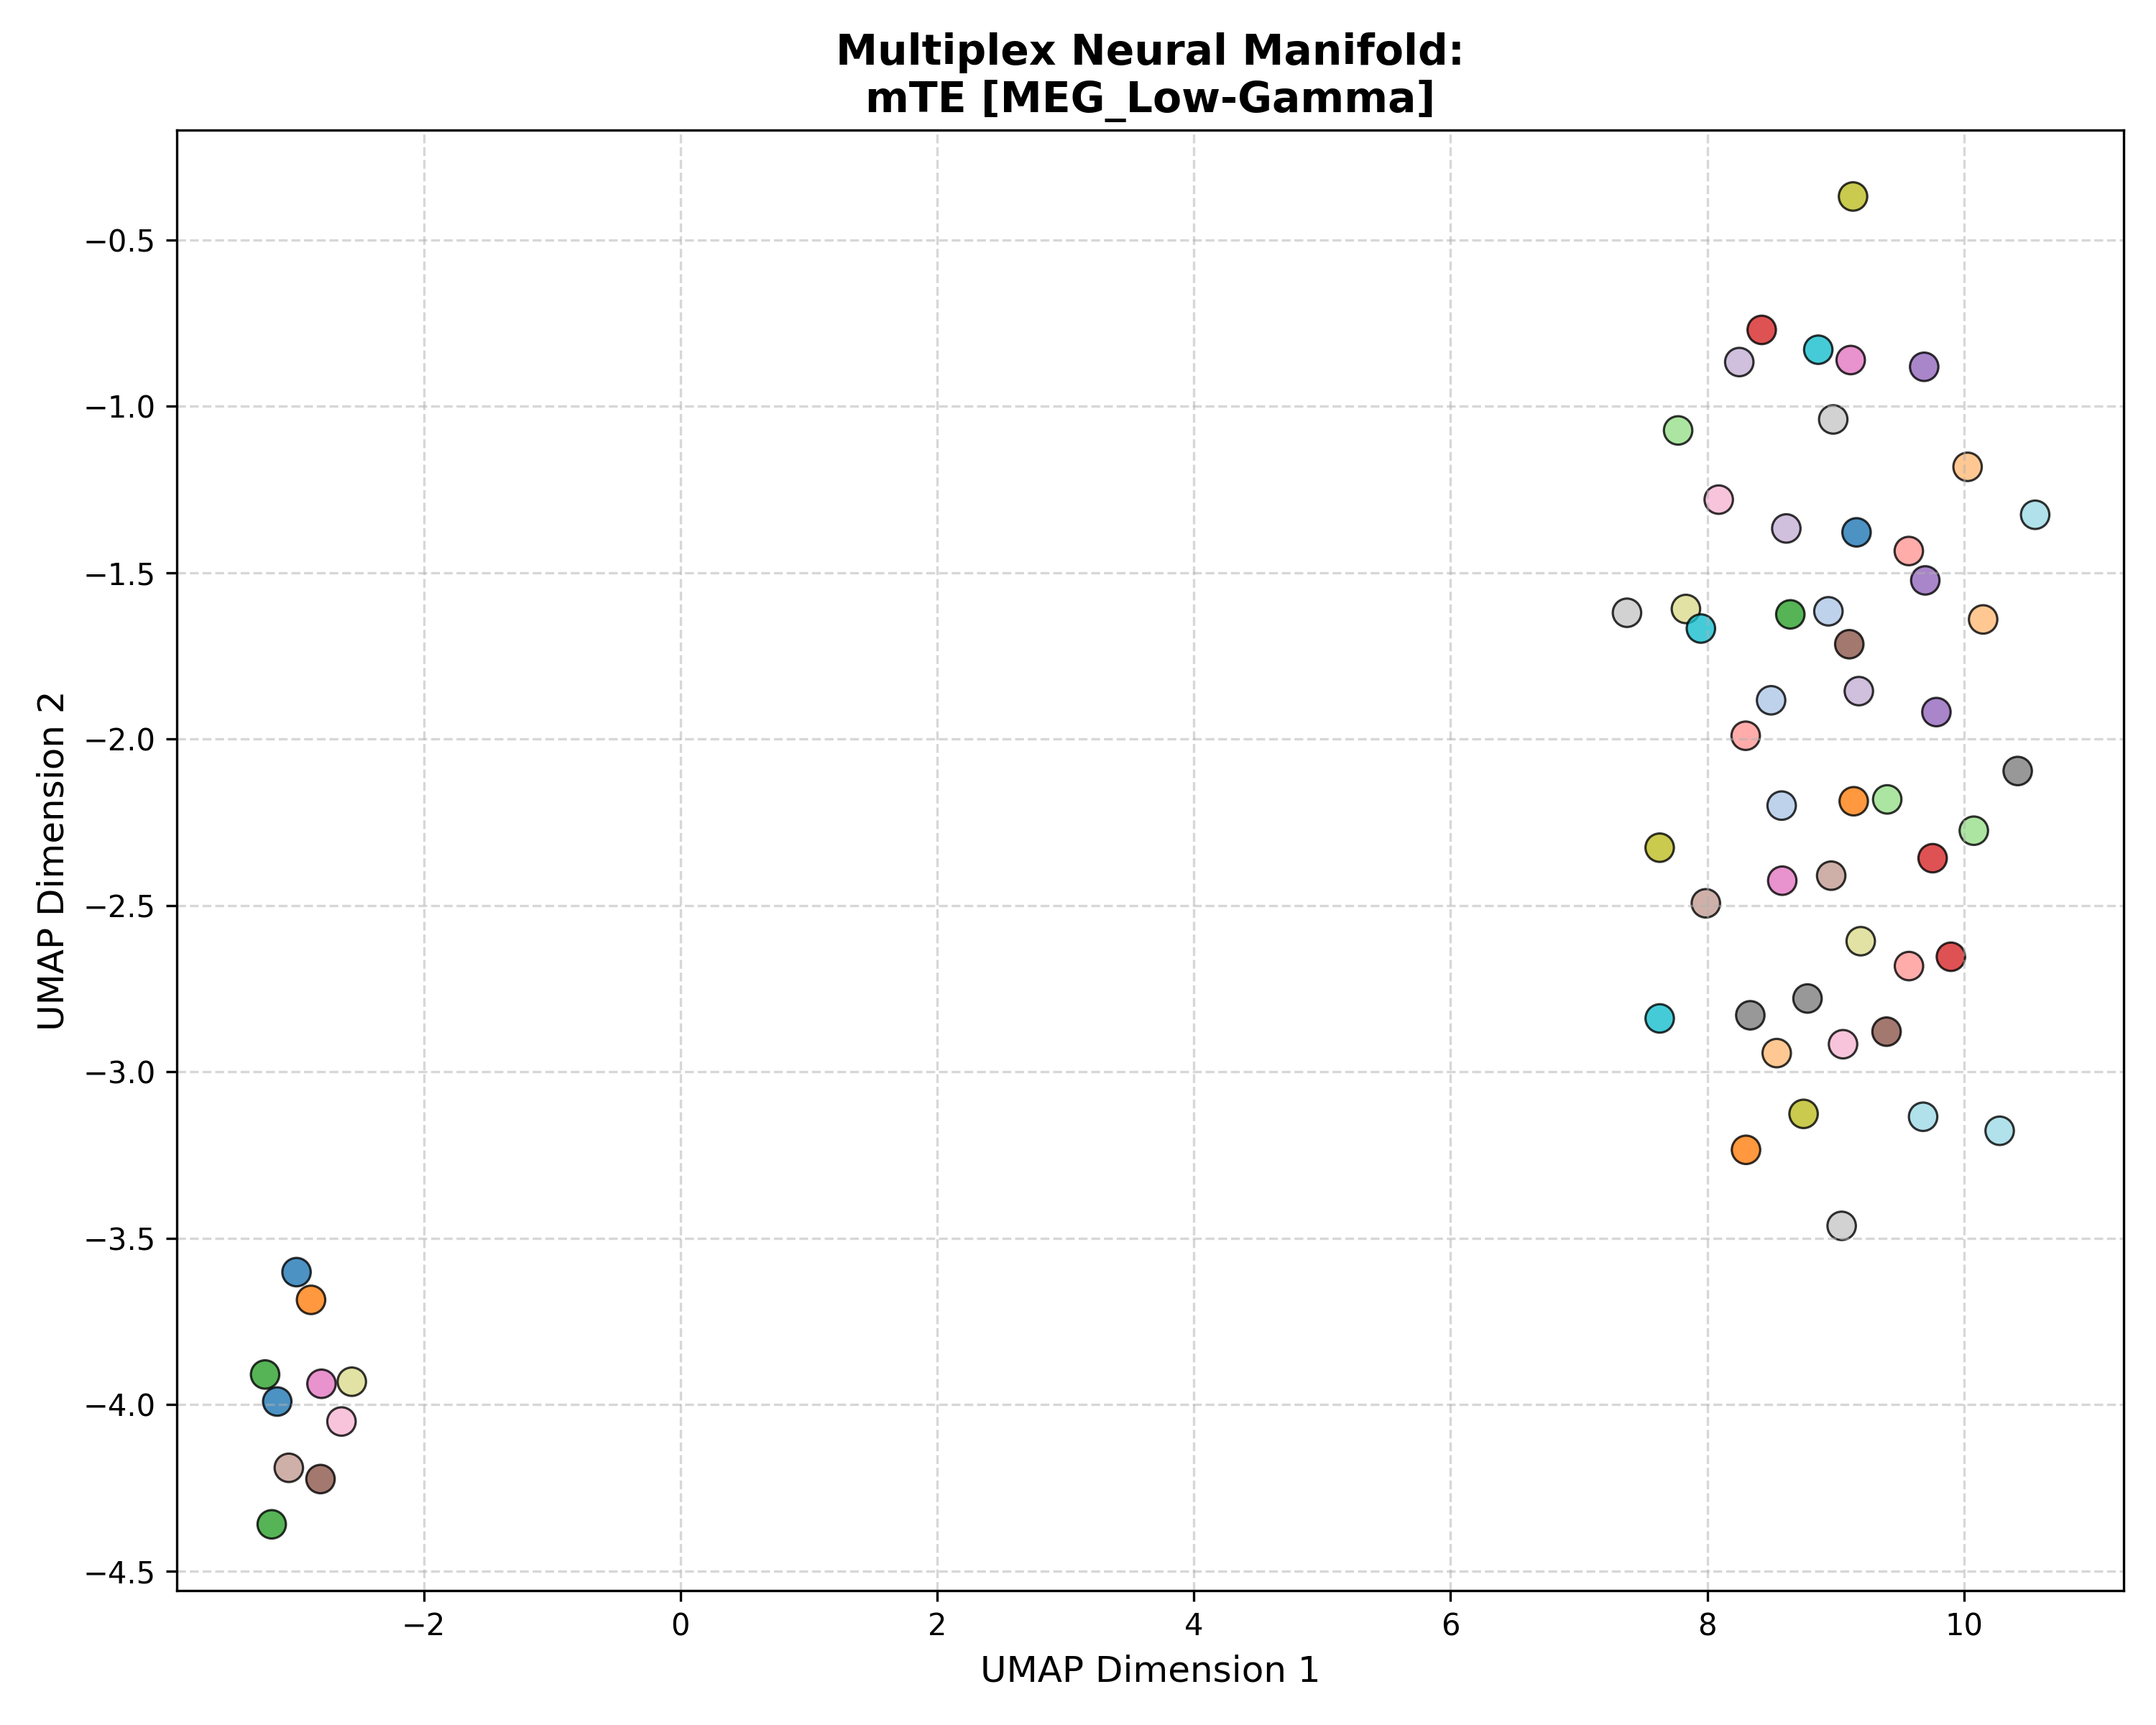 Multiplex Neural Manifold:
mTE [MEG_Low-Gamma]
−0.5
−1.0
−1.5
−2.0
−2.5
−3.0
−3.5
−4.0
−4.5
UMAP Dimension 2
−2 0 2 4 6 8 10
UMAP Dimension 1